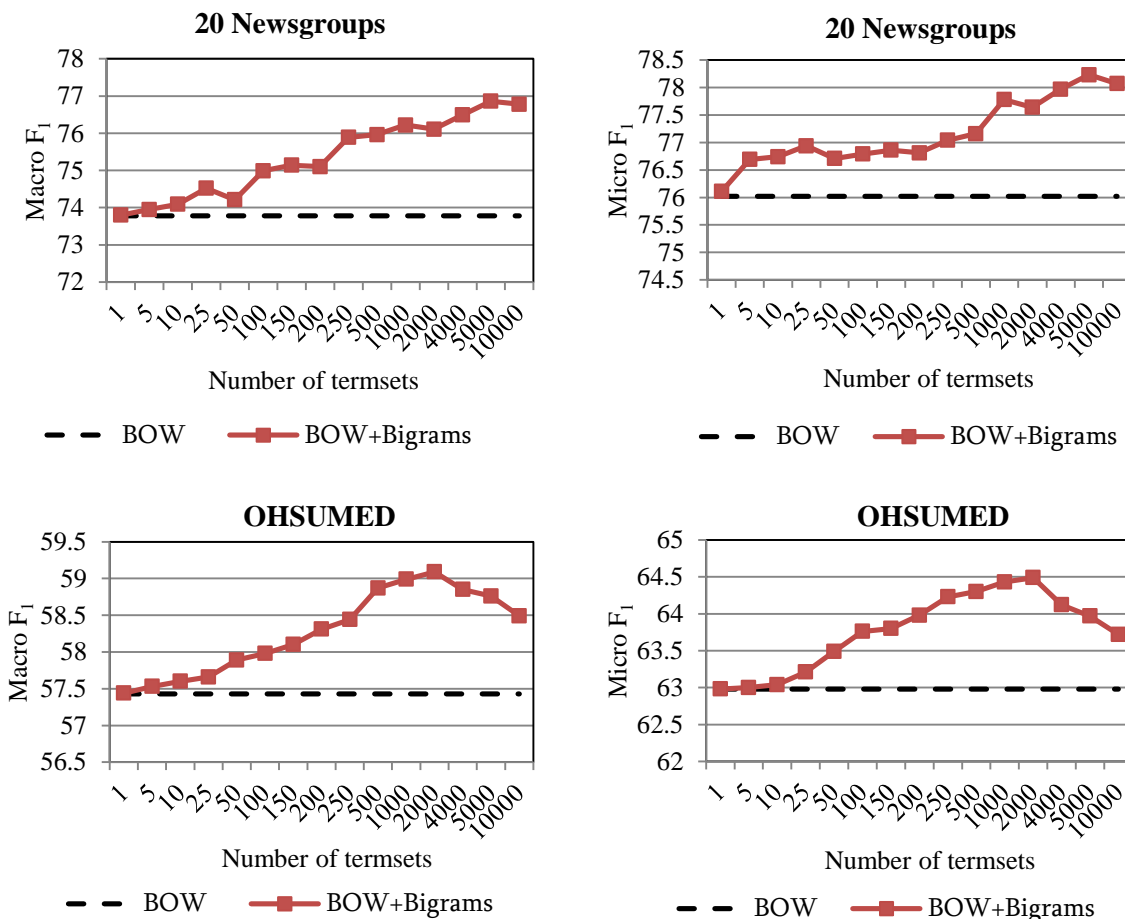 20 Newsgroups
78
77
76
75
74
73
72
Macro F1
1 5 10 25 50 100 150 200 250 500 1000 2000 4000 5000 10000
Number of termsets
BOW BOW+Bigrams
20 Newsgroups
78.5
78
77.5
77
76.5
76
75.5
75
74.5
Micro F1
1 5 10 25 50 100 150 200 250 500 1000 2000 4000 5000 10000
Number of termsets
BOW BOW+Bigrams
OHSUMED
59.5
59
58.5
58
57.5
57
56.5
Macro F1
1 5 10 25 50 100 150 200 250 500 1000 2000 4000 5000 10000
Number of termsets
BOW BOW+Bigrams
OHSUMED
65
64.5
64
63.5
63
62.5
62
Micro F1
1 5 10 25 50 100 150 200 250 500 1000 2000 4000 5000 10000
Number of termsets
BOW BOW+Bigrams